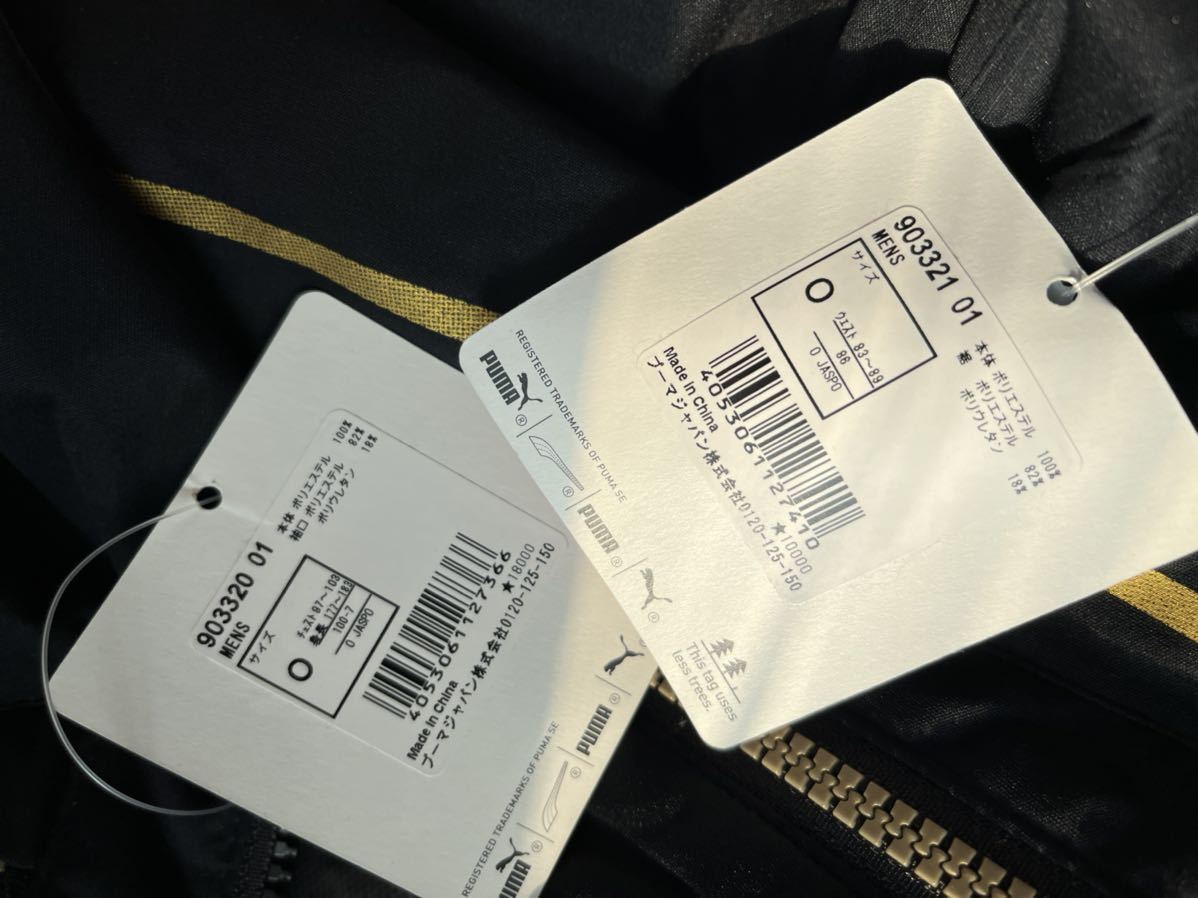 903320 01
MENS
サイズ
O
チェスト 87～103
身長 172～183
100-7
O JASPO
本体 ポリエステル 100%
袖口 ポリエステル 82%
ポリウレタン 18%
4053061127366
★18000
Made in China
プーマジャパン株式会社0120-125-150
REGISTERED TRADEMARKS OF PUMA SE
PUMA
®
®
PUMA
®
903321 01
MENS
サイズ
O
ウエスト 83～89
86
O JASPO
本体 ポリエステル 100%
裾 ポリエステル 82%
ポリウレタン 18%
4053061127410
★10000
Made in China
プーマジャパン株式会社0120-125-150
REGISTERED TRADEMARKS OF PUMA SE
PUMA
®
®
PUMA
®
®
This tag uses
less trees.